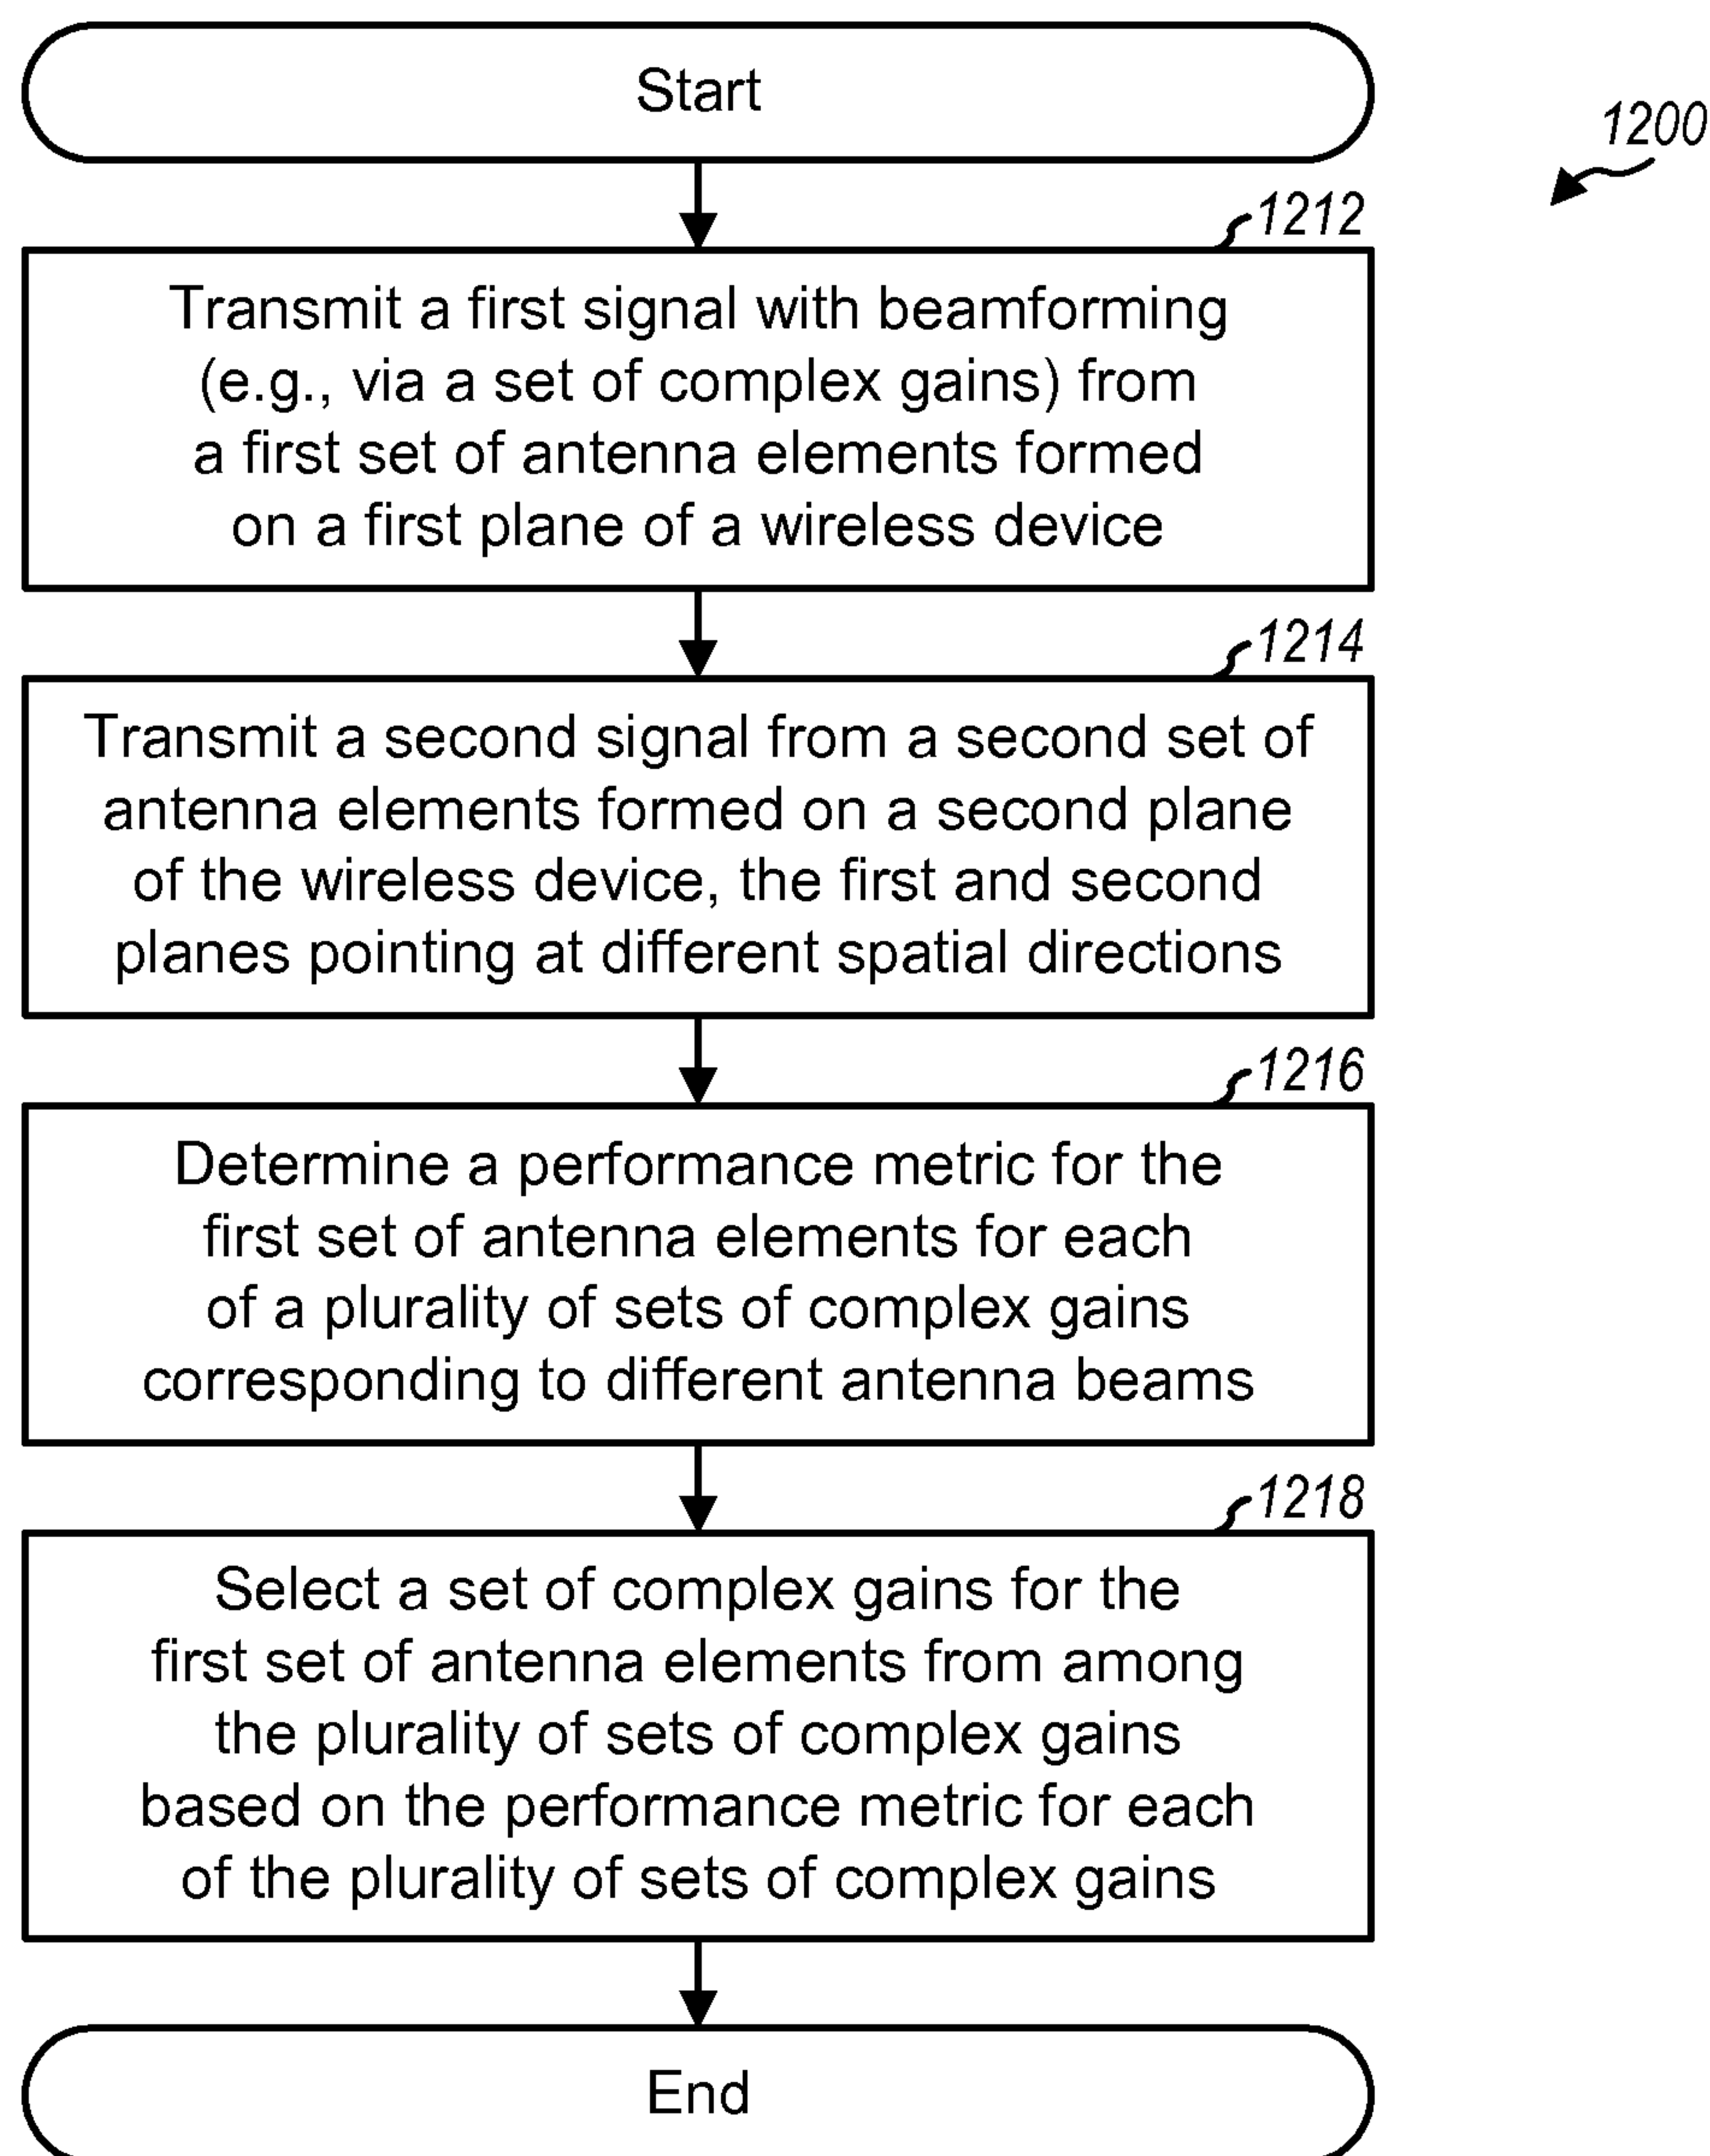 Start
1200
1212
Transmit a first signal with beamforming
(e.g., via a set of complex gains) from
a first set of antenna elements formed
on a first plane of a wireless device
1214
Transmit a second signal from a second set of
antenna elements formed on a second plane
of the wireless device, the first and second
planes pointing at different spatial directions
1216
Determine a performance metric for the
first set of antenna elements for each
of a plurality of sets of complex gains
corresponding to different antenna beams
1218
Select a set of complex gains for the
first set of antenna elements from among
the plurality of sets of complex gains
based on the performance metric for each
of the plurality of sets of complex gains
End